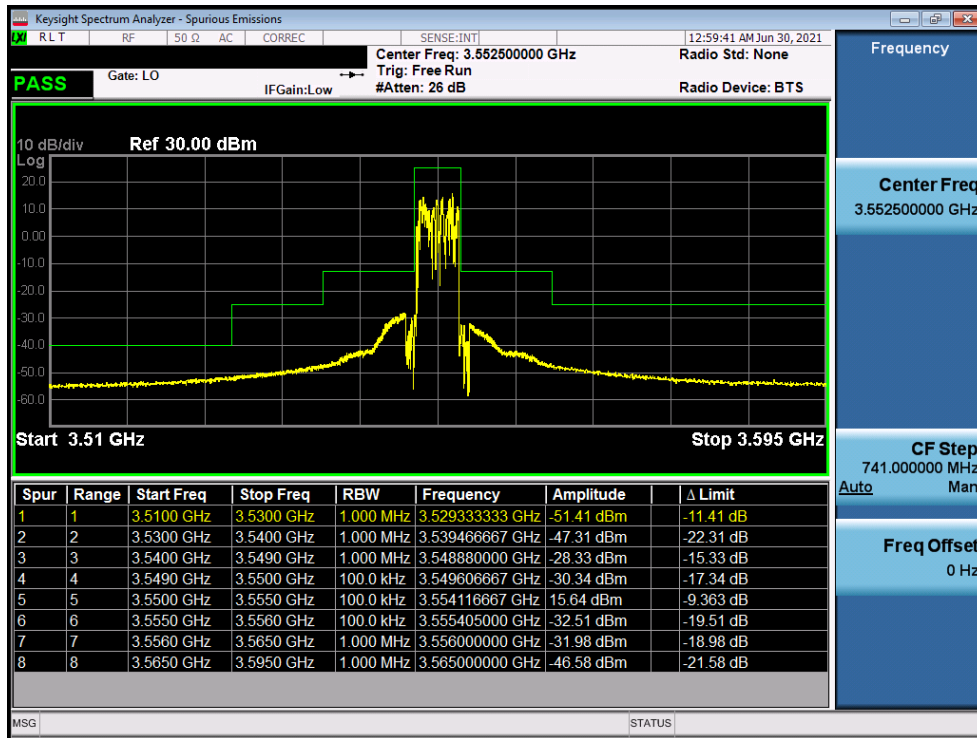 Keysight Spectrum Analyzer - Spurious Emissions
LXI RLT RF 50 Ω AC CORREC SENSE:INT 12:59:41 AM Jun 30, 2021
Center Freq: 3.552500000 GHz Radio Std: None
Trig: Free Run
PASS Gate: LO IFGain:Low #Atten: 26 dB Radio Device: BTS
10 dB/div Ref 30.00 dBm
Log
20.0
10.0
0.00
-10.0
-20.0
-30.0
-40.0
-50.0
-60.0
Start 3.51 GHz Stop 3.595 GHz
Spur Range Start Freq Stop Freq RBW Frequency Amplitude Δ Limit
1 1 3.5100 GHz 3.5300 GHz 1.000 MHz 3.529333333 GHz -51.41 dBm -11.41 dB
2 2 3.5300 GHz 3.5400 GHz 1.000 MHz 3.539466667 GHz -47.31 dBm -22.31 dB
3 3 3.5400 GHz 3.5490 GHz 1.000 MHz 3.548880000 GHz -28.33 dBm -15.33 dB
4 4 3.5490 GHz 3.5500 GHz 100.0 kHz 3.549606667 GHz -30.34 dBm -17.34 dB
5 5 3.5500 GHz 3.5550 GHz 100.0 kHz 3.554116667 GHz 15.64 dBm -9.363 dB
6 6 3.5550 GHz 3.5560 GHz 100.0 kHz 3.555405000 GHz -32.51 dBm -19.51 dB
7 7 3.5560 GHz 3.5650 GHz 1.000 MHz 3.556000000 GHz -31.98 dBm -18.98 dB
8 8 3.5650 GHz 3.5950 GHz 1.000 MHz 3.565000000 GHz -46.58 dBm -21.58 dB
MSG STATUS
Frequency
Center Freq
3.552500000 GHz
CF Step
741.000000 MHz
Auto Man
Freq Offset
0 Hz